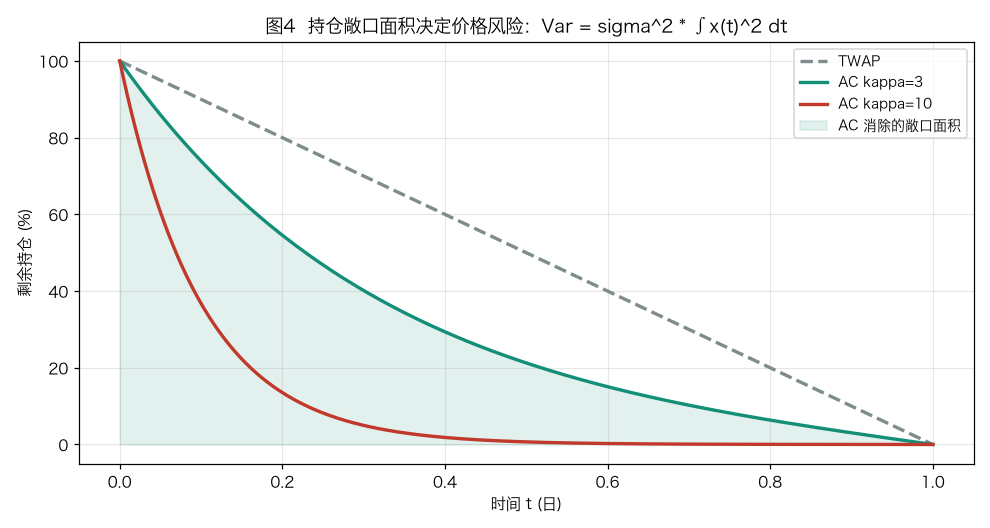 图4 持仓敞口面积决定价格风险：Var = sigma^2 * ∫x(t)^2 dt
TWAP
AC kappa=3
AC kappa=10
AC 消除的敞口面积
剩余持仓 (%)
100
80
60
40
20
0
0.0 0.2 0.4 0.6 0.8 1.0
时间 t (日)